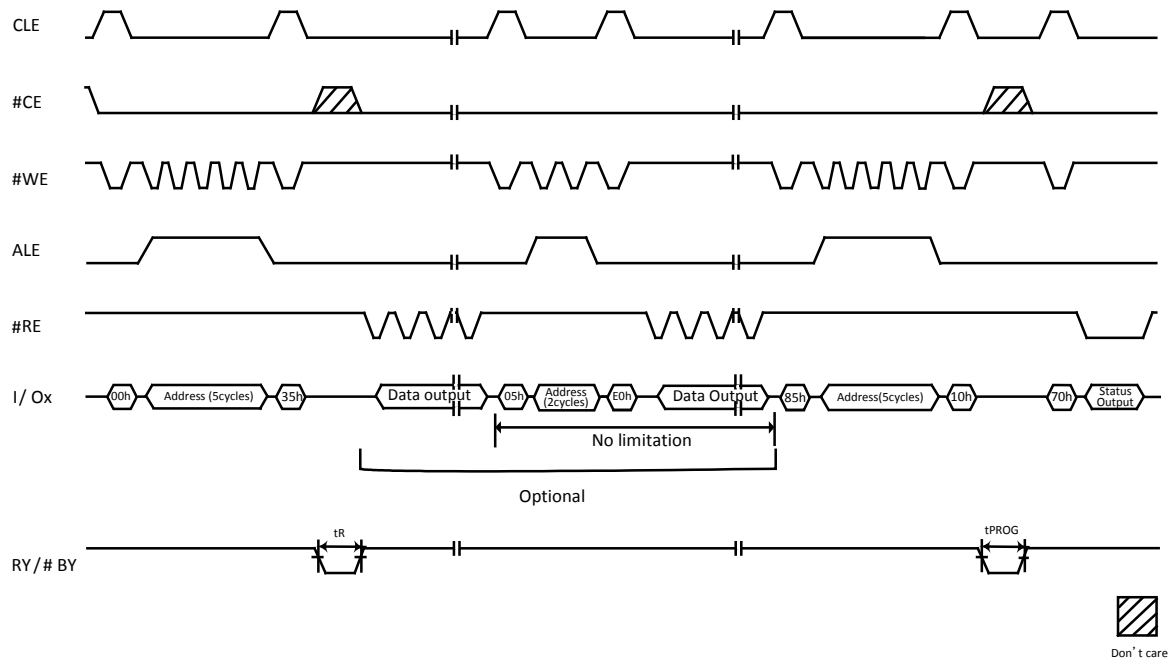 CLE
#CE
#WE
ALE
#RE
I/Ox
00h
Address (5cycles)
35h
Data output
05h
Address
(2cycles)
E0h
Data Output
85h
Address(5cycles)
10h
70h
Status
Output
No limitation
Optional
tR
tPROG
RY/# BY
Don't care